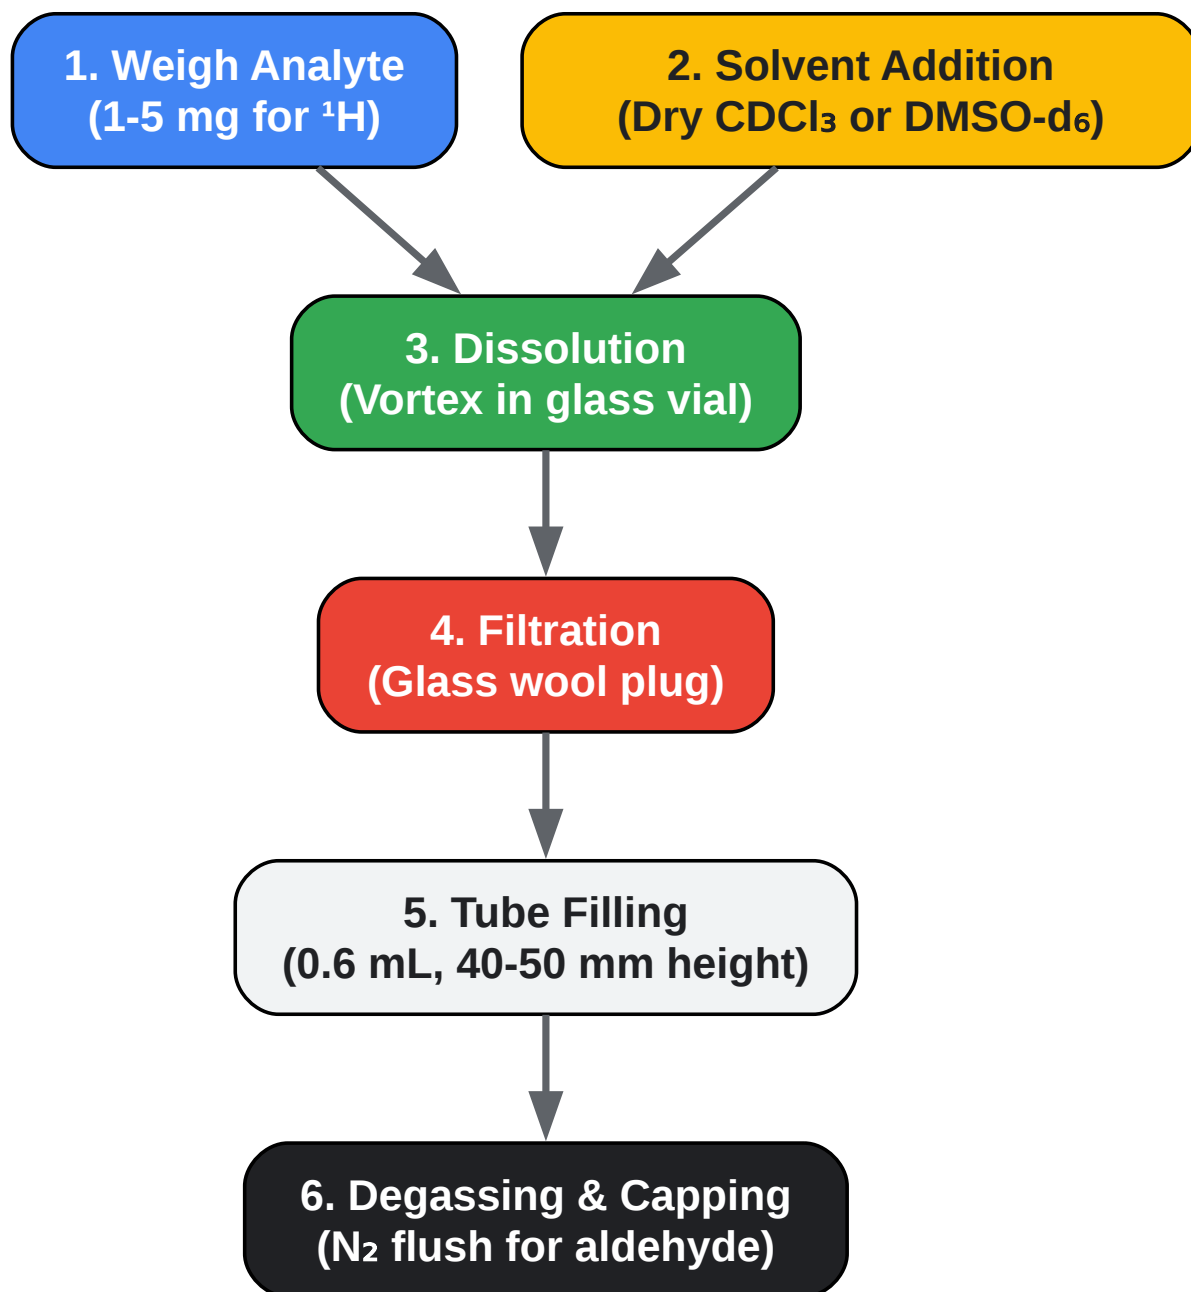 1. Weigh Analyte
(1-5 mg for ¹H)
2. Solvent Addition
(Dry CDCl₃ or DMSO-d₆)
3. Dissolution
(Vortex in glass vial)
4. Filtration
(Glass wool plug)
5. Tube Filling
(0.6 mL, 40-50 mm height)
6. Degassing & Capping
(N₂ flush for aldehyde)